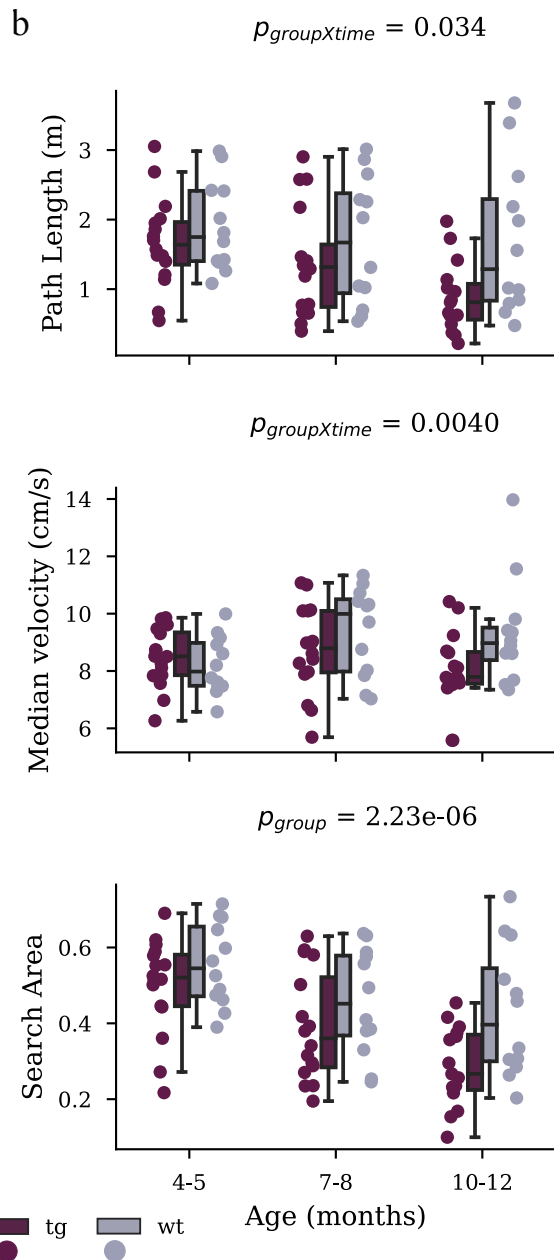 b
p_groupXtime = 0.034
Path Length (m)
3
2
1
p_groupXtime = 0.0040
Median velocity (cm/s)
14
12
10
8
6
p_group = 2.23e-06
Search Area
0.6
0.4
0.2
4-5 7-8 10-12
Age (months)
tg wt